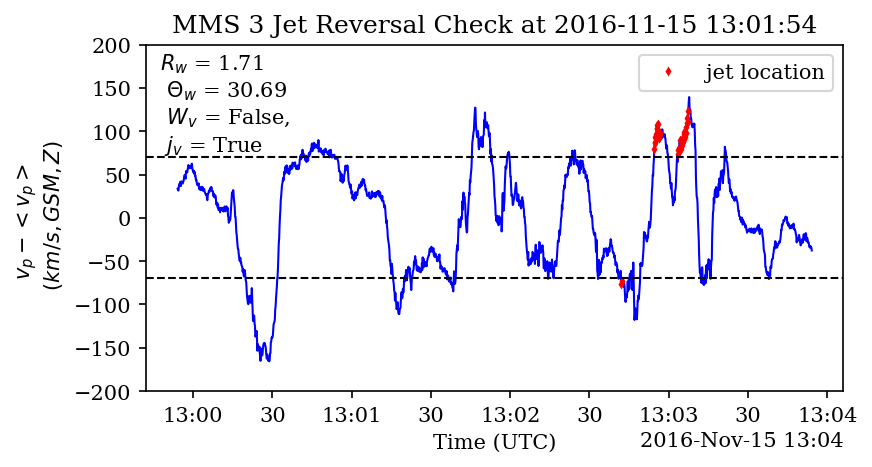 MMS 3 Jet Reversal Check at 2016-11-15 13:01:54
R_w = 1.71
Θ_w = 30.69
W_v = False,
j_v = True
jet location
200
150
100
50
0
−50
−100
−150
−200
v_p − < v_p >
(km/s, GSM, Z)
13:00 30 13:01 30 13:02 30 13:03 30 13:04
Time (UTC)
2016-Nov-15 13:04